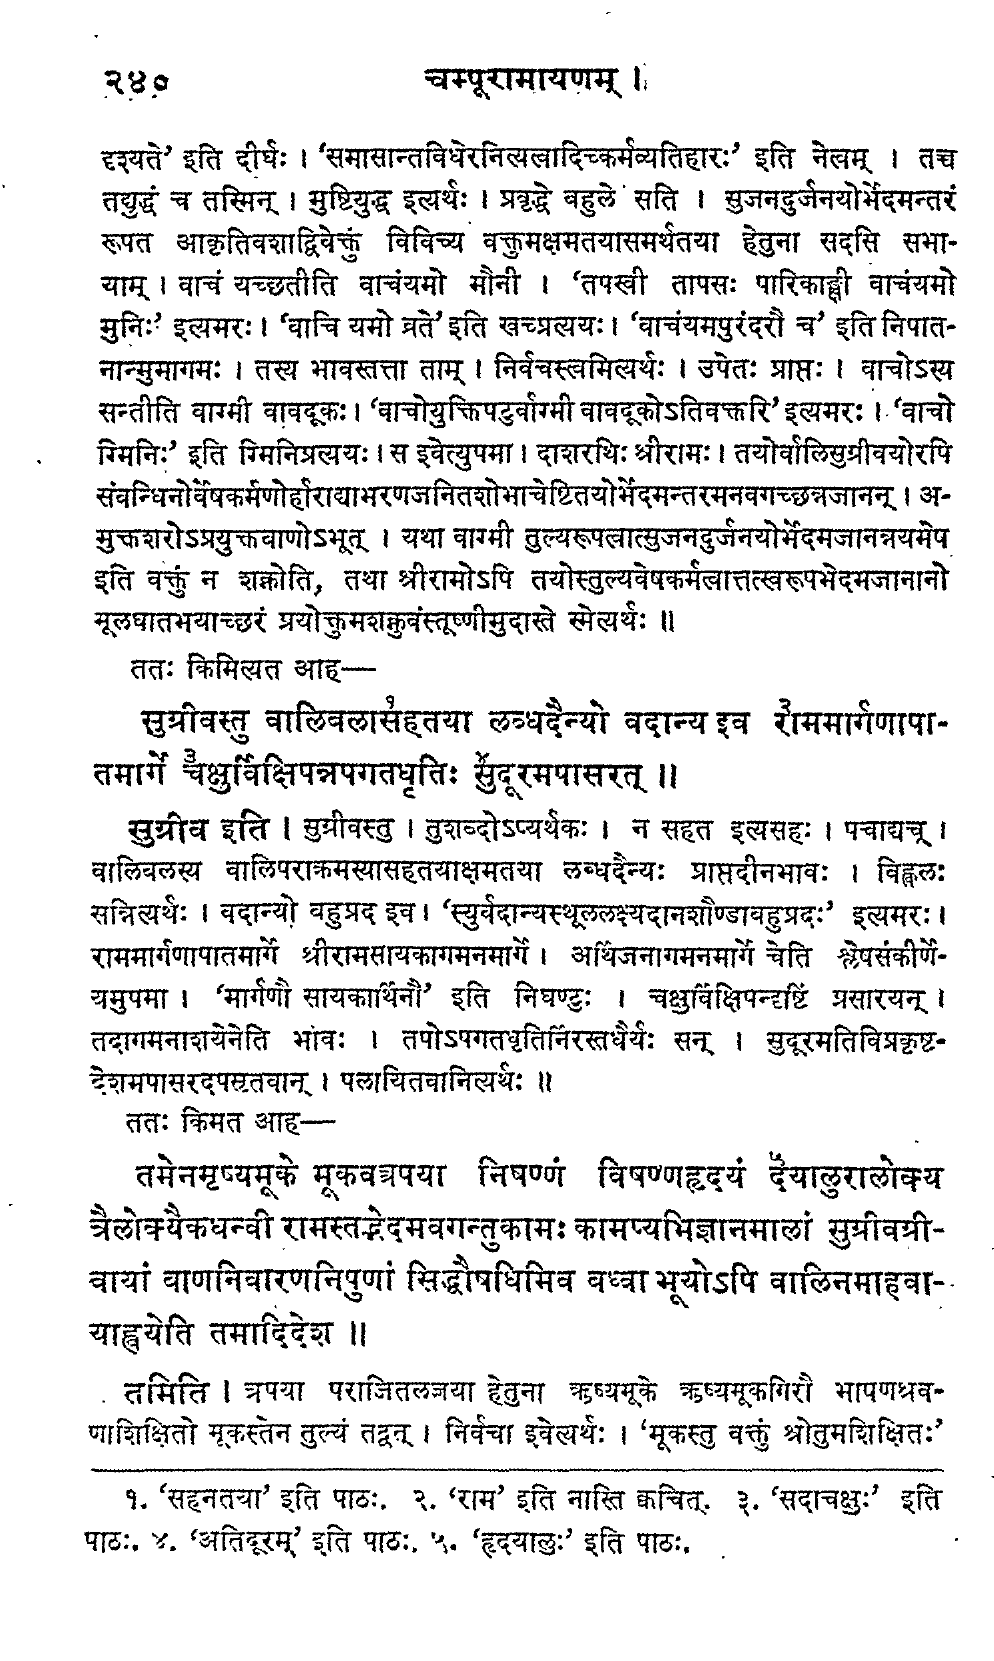 २४० चम्पूरामायणम् ।
दृश्यते’ इति दीर्घः । ‘समासान्तविधेरनित्यत्वादिच्कर्मव्यतिहारः’ इति नेत्वम् । तच्च
तद्युद्धं च तस्मिन् । मुष्टियुद्ध इत्यर्थः । प्रवृद्धे बहुले सति । सुजनदुर्जनयोर्भेदमन्तरं
रूपत आकृतिवशाद्विवेक्तुं विविच्य वक्तुमक्षमतयासमर्थतया हेतुना सदसि सभा-
याम् । वाचं यच्छतीति वाचंयमो मौनी । ‘तपस्वी तापसः पारिकाङ्क्षी वाचंयमो
मुनिः’ इत्यमरः । ‘वाचि यमो व्रते’ इति खच्प्रत्ययः । ‘वाचंयमपुरंदरौ च’ इति निपात-
नान्मुमागमः । तस्य भावस्तत्ता ताम् । निर्वचस्त्वमित्यर्थः । उपेतः प्राप्तः । वाचोऽस्य
सन्तीति वाग्मी वावदूकः । ‘वाचोयुक्तिपटुर्वाग्मी वावदूकोऽतिवक्तरि’ इत्यमरः । ‘वाचो
ग्मिनिः’ इति ग्मिनिप्रत्ययः । स इवेत्युपमा । दाशरथिः श्रीरामः । तयोर्वालिसुग्रीवयोरपि
संबन्धिनोर्वेषकर्मणोर्हाराद्याभरणजनितशोभाचेष्टितयोर्भेदमन्तरमनवगच्छन्नजानन् । अ-
मुक्तशरोऽप्रयुक्तबाणोऽभूत् । यथा वाग्मी तुल्यरूपत्वात्सुजनदुर्जनयोर्भेदमजानन्नयमेष
इति वक्तुं न शक्नोति, तथा श्रीरामोऽपि तयोस्तुल्यवेषकर्मत्वात्तत्स्वरूपभेदमजानानो
मूलघातभयाच्छरं प्रयोक्तुमशक्नुवंस्तूष्णीमुदास्ते स्मेत्यर्थः ॥
ततः किमित्यत आह—
सुग्रीवस्तु वालिबलासंहतया लब्धदैन्यो वदान्य इव राममार्गणापा-
तमार्गे चक्षुर्विक्षिपन्नपगतधृतिः सुदूरमपासरत् ॥
सुग्रीव इति । सुग्रीवस्तु । तुशब्दोऽप्यर्थकः । न सहत इत्यसहः । पचाद्यच् ।
वालिबलस्य वालिपराक्रमस्यासहतयाक्षमतया लब्धदैन्यः प्राप्तदीनभावः । विह्वलः
सन्नित्यर्थः । वदान्यो बहुप्रद इव । ‘स्युर्वदान्यस्थूललक्ष्यदानशौण्डाबहुप्रदः’ इत्यमरः ।
राममार्गणापातमार्गे श्रीरामसायकागमनमार्गे । अर्थिजनागमनमार्गे चेति श्लेषसंकीर्णे-
यमुपमा । ‘मार्गणौ सायकार्थिनौ’ इति निघण्टुः । चक्षुर्विक्षिपन्दृष्टिं प्रसारयन् ।
तदागमनाशयेनेति भावः । तपोऽपगतधृतिर्निरस्तधैर्यः सन् । सुदूरमतिविप्रकृष्ट-
देशमपासरदपसृतवान् । पलायितवानित्यर्थः ॥
ततः किमत आह—
तमेनमृष्यमूके मूकवत्त्रपया निषण्णं विषण्णहृदयं दयालुरालोक्य
त्रैलोक्यैकधन्वी रामस्तद्भेदमवगन्तुकामः कामप्यभिज्ञानमालां सुग्रीवग्री-
वायां बाणनिवारणनिपुणां सिद्धौषधिमिव बध्वा भूयोऽपि वालिनमाहवा-
याह्वयेति तमादिदेश ॥
तमिति । त्रपया पराजितलज्जया हेतुना ऋष्यमूके ऋष्यमूकगिरौ भाषणश्रव-
णाशिक्षितो मूकस्तेन तुल्यं तद्वत् । निर्वचा इवेत्यर्थः । ‘मूकस्तु वक्तुं श्रोतुमशिक्षितः’
१. ‘सहनतया’ इति पाठः. २. ‘राम’ इति नास्ति क्वचित्. ३. ‘सदाचक्षुः’ इति
पाठः. ४. ‘अतिदूरम्’ इति पाठः. ५. ‘हृदयालुः’ इति पाठः.